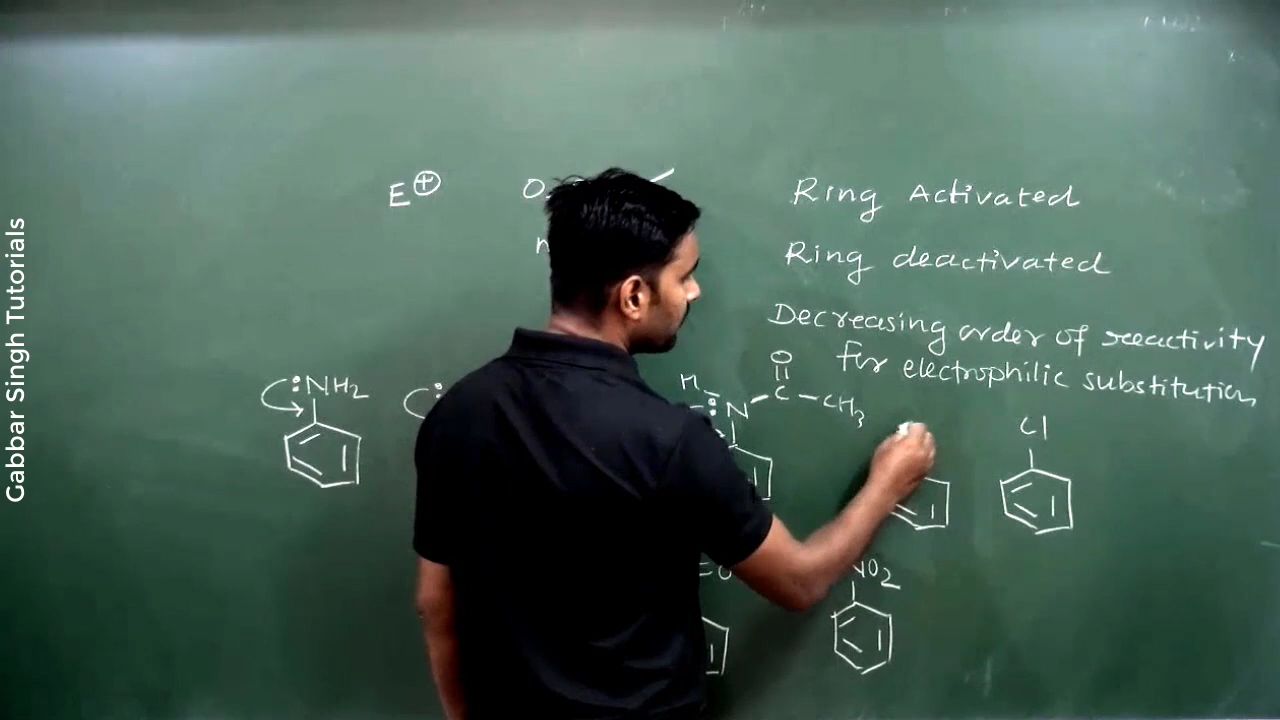 Gabbar Singh Tutorials
E⊕
Ring Activated
Ring deactivated
Decreasing order of reactivity
for electrophilic substitution
:NH2
H
O
:N
C
CH3
Cl
NO2